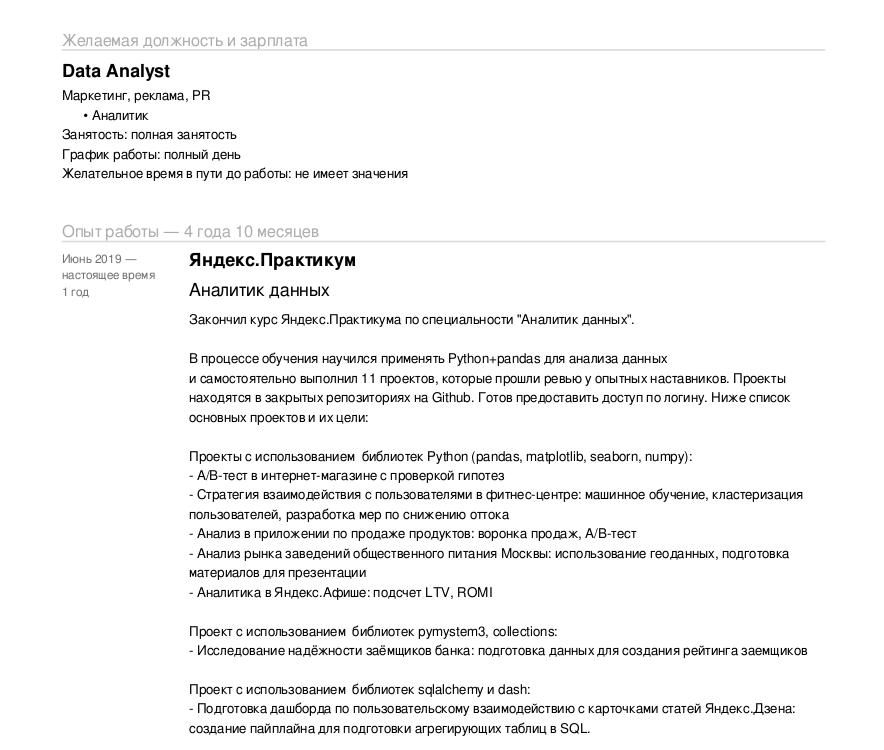 Желаемая должность и зарплата
Data Analyst
Маркетинг, реклама, PR
• Аналитик
Занятость: полная занятость
График работы: полный день
Желательное время в пути до работы: не имеет значения
Опыт работы — 4 года 10 месяцев
Июнь 2019 —
настоящее время
1 год
Яндекс.Практикум
Аналитик данных
Закончил курс Яндекс.Практикума по специальности "Аналитик данных".
В процессе обучения научился применять Python+pandas для анализа данных
и самостоятельно выполнил 11 проектов, которые прошли ревью у опытных наставников. Проекты
находятся в закрытых репозиториях на Github. Готов предоставить доступ по логину. Ниже список
основных проектов и их цели:
Проекты с использованием библиотек Python (pandas, matplotlib, seaborn, numpy):
- A/B-тест в интернет-магазине с проверкой гипотез
- Стратегия взаимодействия с пользователями в фитнес-центре: машинное обучение, кластеризация
пользователей, разработка мер по снижению оттока
- Анализ в приложении по продаже продуктов: воронка продаж, A/B-тест
- Анализ рынка заведений общественного питания Москвы: использование геоданных, подготовка
материалов для презентации
- Аналитика в Яндекс.Афише: подсчет LTV, ROMI
Проект с использованием библиотек pymystem3, collections:
- Исследование надёжности заёмщиков банка: подготовка данных для создания рейтинга заемщиков
Проект с использованием библиотек sqlalchemy и dash:
- Подготовка дашборда по пользовательскому взаимодействию с карточками статей Яндекс.Дзена:
создание пайплайна для подготовки агрегирующих таблиц в SQL.